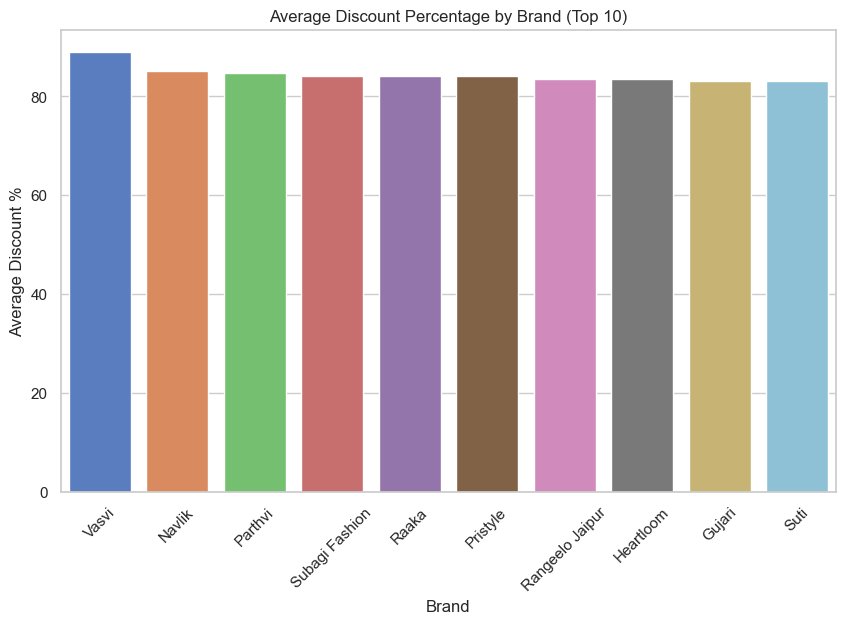 Average Discount Percentage by Brand (Top 10)
Average Discount %
80
60
40
20
0
Vasvi
Navlik
Parthvi
Subagi Fashion
Raaka
Pristyle
Rangeelo Jaipur
Heartloom
Gujari
Suti
Brand